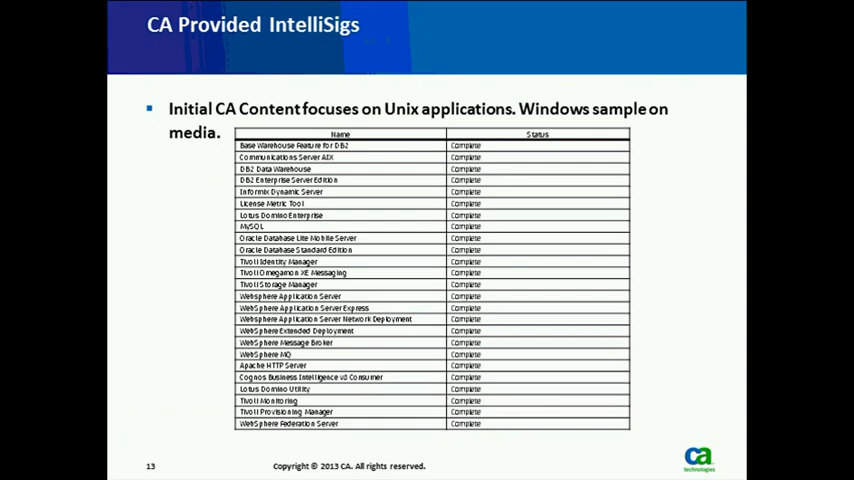 CA Provided IntelliSigs
Initial CA Content focuses on Unix applications. Windows sample on
media.
Name Status
Base Warehouse Feature for DB2 Complete
Communications Server AIX Complete
DB2 Data Warehouse Complete
DB2 Enterprise Server Edition Complete
Informix Dynamic Server Complete
License Metric Tool Complete
Lotus Domino Enterprise Complete
MySQL Complete
Oracle Database Lite Mobile Server Complete
Oracle Database Standard Edition Complete
Tivoli Identity Manager Complete
Tivoli Omegamon XE Messaging Complete
Tivoli Storage Manager Complete
Websphere Application Server Complete
WebSphere Application Server Express Complete
WebSphere Application Server Network Deployment Complete
WebSphere Extended Deployment Complete
WebSphere Message Broker Complete
WebSphere MQ Complete
Apache HTTP Server Complete
Cognos Business Intelligence v8 Consumer Complete
Lotus Domino Utility Complete
Tivoli Monitoring Complete
Tivoli Provisioning Manager Complete
WebSphere Federation Server Complete
13 Copyright © 2013 CA. All rights reserved.
ca
technologies